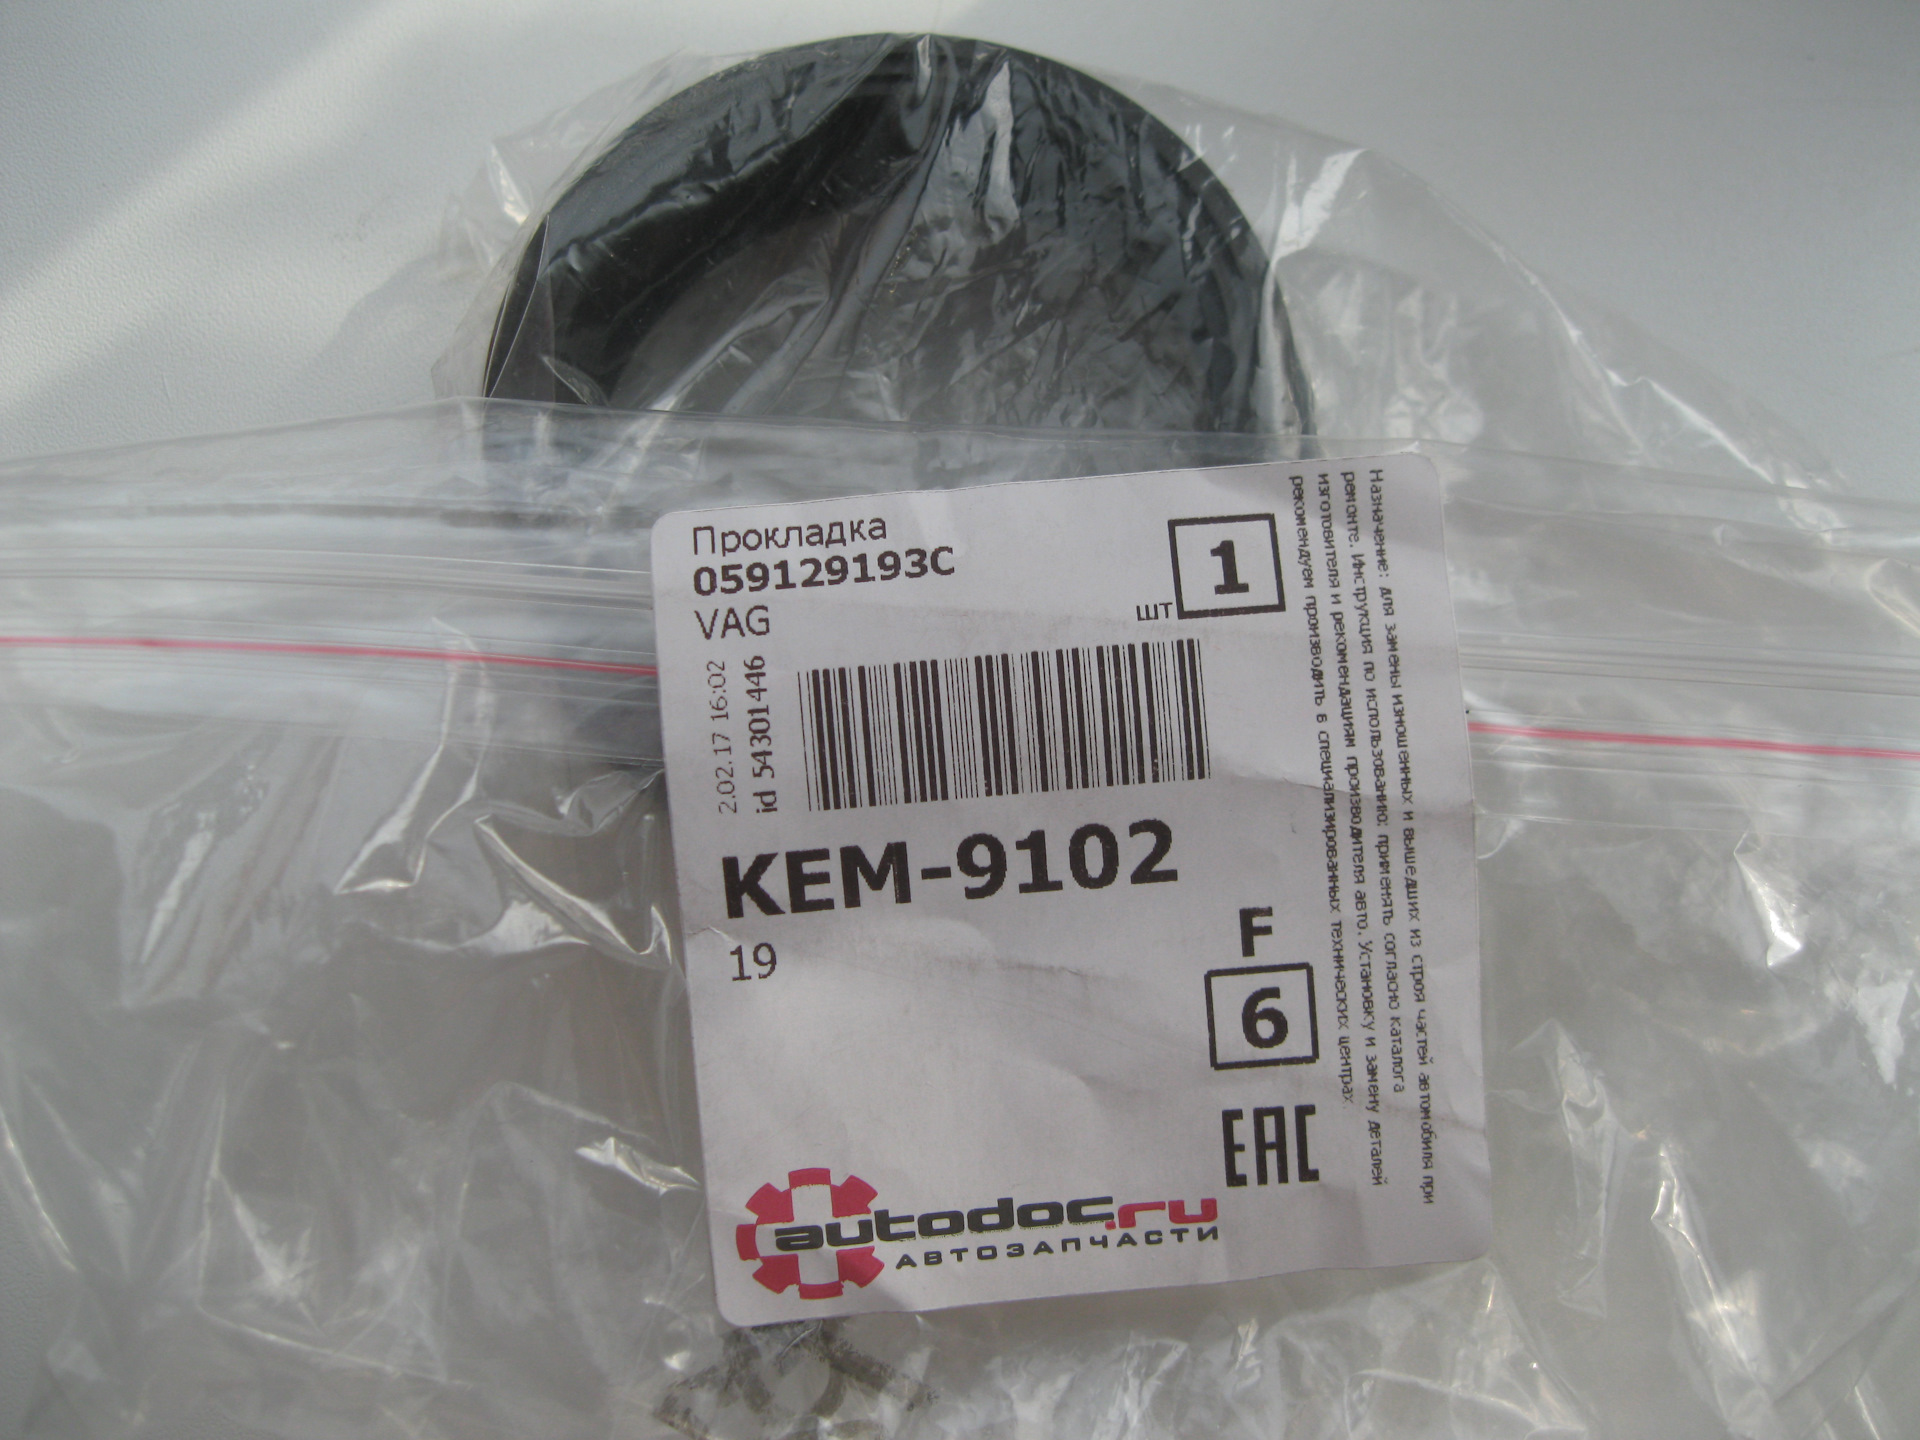 Прокладка
059129193C
VAG
шт 1
2.02.17 16:02
id 54301446
KEM-9102
19
F
6
EAC
autodoc.ru
АВТОЗАПЧАСТИ
Назначение: для замены изношенных и вышедших из строя частей автомобиля при
ремонте. Инструкция по использованию: применять согласно каталога
изготовителя и рекомендациям производителя авто. Установку и замену деталей
рекомендуем производить в специализированных технических центрах.